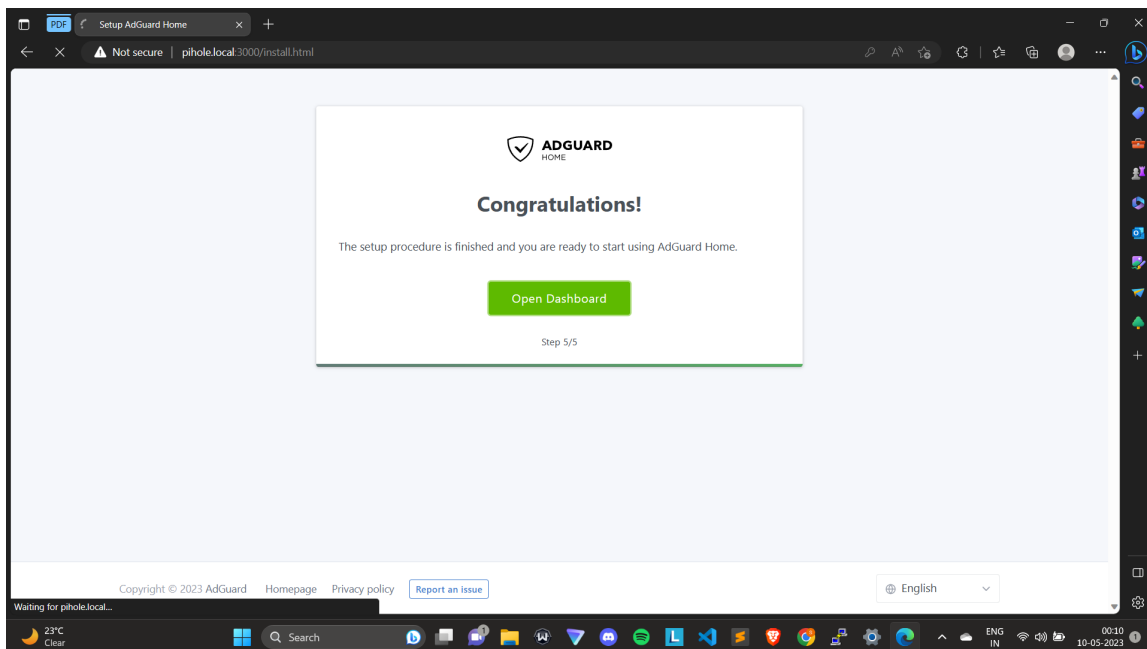 PDF
Setup AdGuard Home
Not secure | pihole.local:3000/install.html
ADGUARD
HOME
Congratulations!
The setup procedure is finished and you are ready to start using AdGuard Home.
Open Dashboard
Step 5/5
Copyright © 2023 AdGuard Homepage Privacy policy Report an issue
English
Waiting for pihole.local...
23°C
Clear
Search
1
ENG
IN
00:10
10-05-2023
1